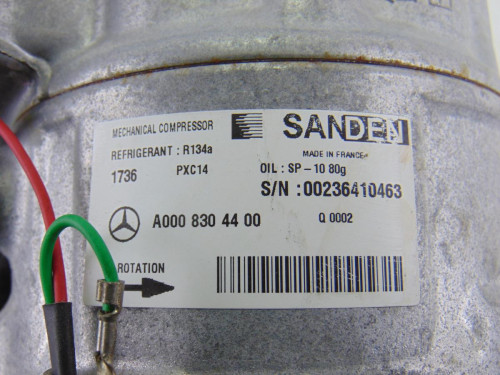 MECHANICAL COMPRESSOR SANDEN
REFRIGERANT : R134a MADE IN FRANCE
1736 PXC14 OIL : SP - 10 80g
S/N : 00236410463
A000 830 44 00 Q 0002
ROTATION